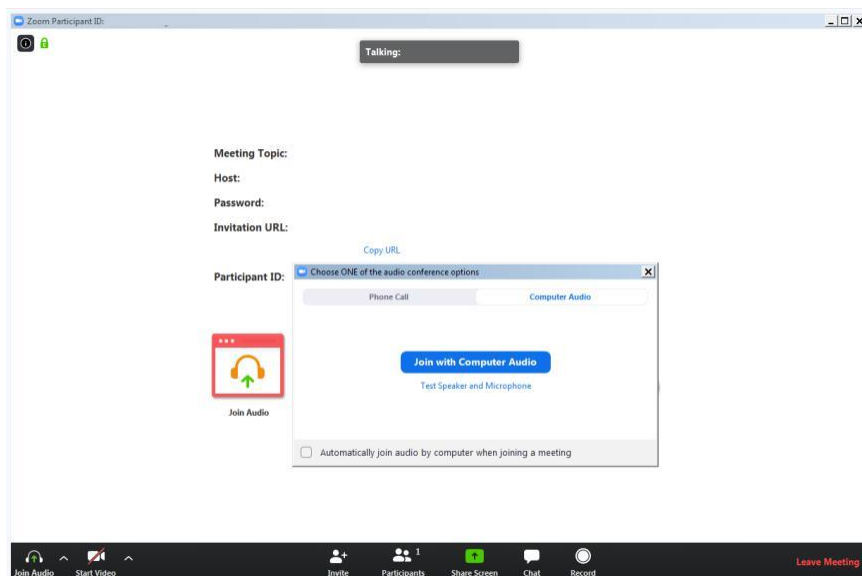 Zoom Participant ID:
Talking:
Meeting Topic:
Host:
Password:
Invitation URL:
Copy URL
Participant ID:
Choose ONE of the audio conference options
Phone Call
Computer Audio
Join with Computer Audio
Test Speaker and Microphone
Automatically join audio by computer when joining a meeting
Join Audio
Join Audio
Start Video
Invite
Participants
1
Share Screen
Chat
Record
Leave Meeting